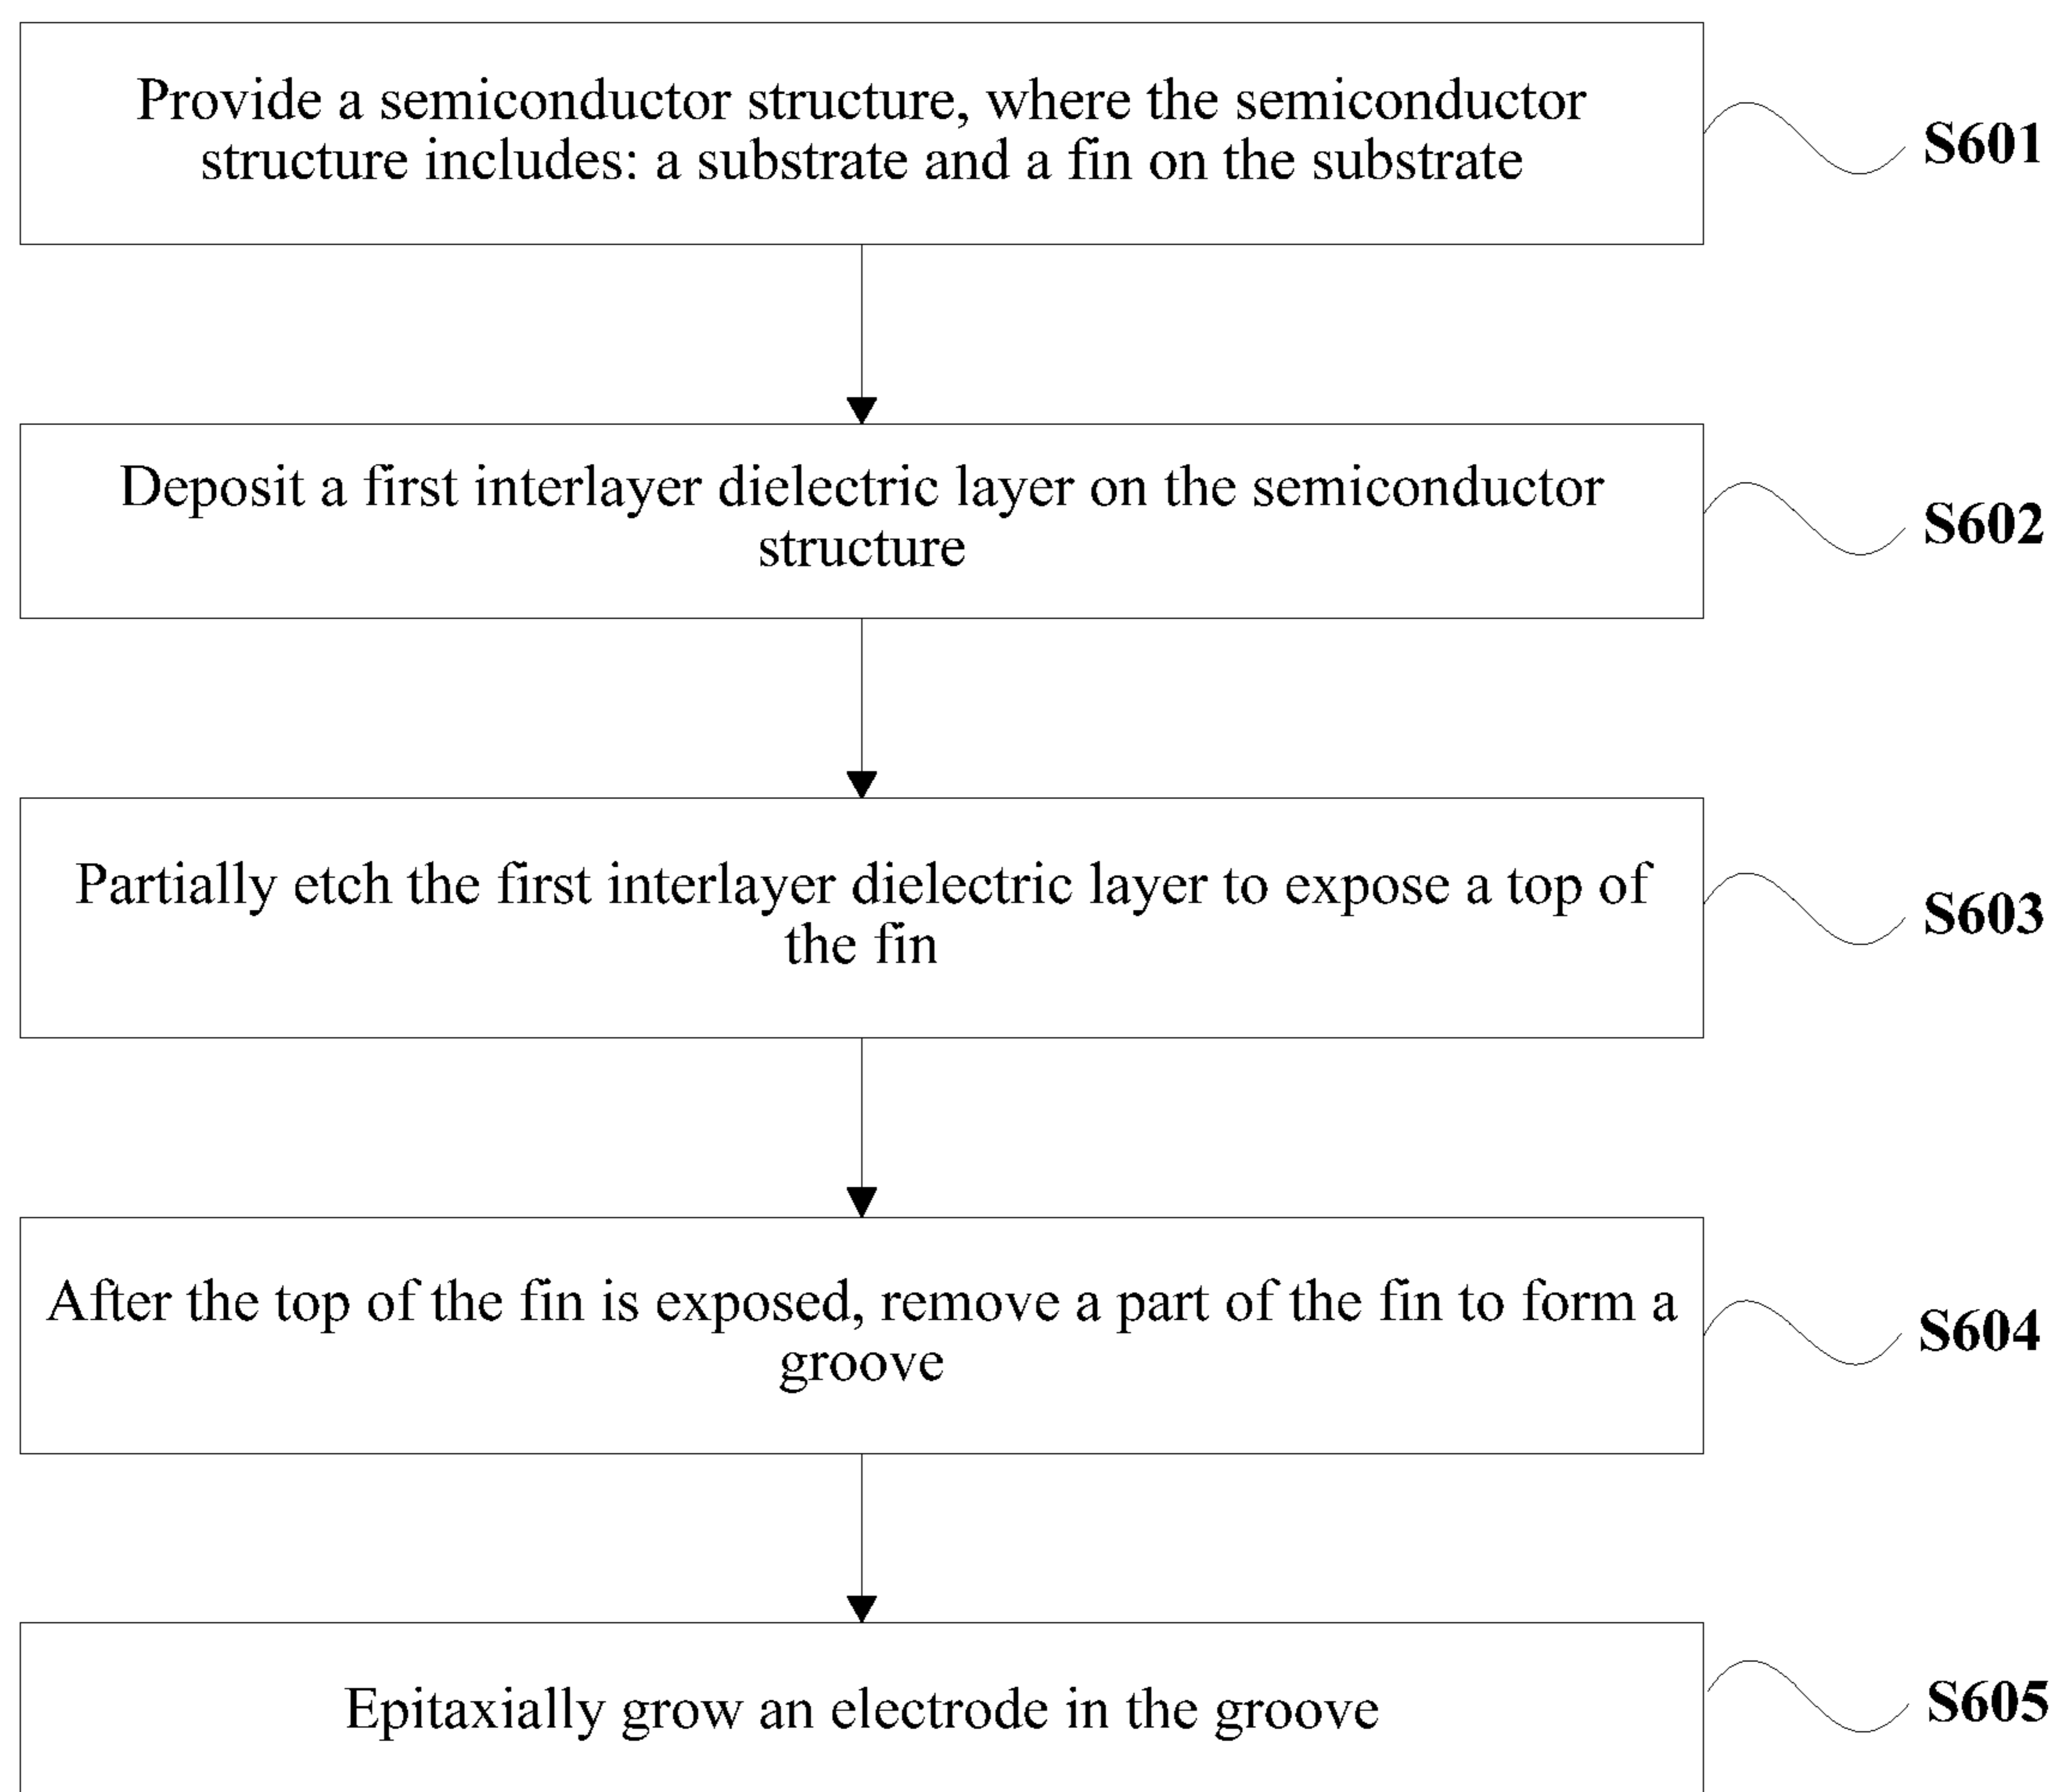 Provide a semiconductor structure, where the semiconductor
structure includes: a substrate and a fin on the substrate
S601
Deposit a first interlayer dielectric layer on the semiconductor
structure
S602
Partially etch the first interlayer dielectric layer to expose a top of
the fin
S603
After the top of the fin is exposed, remove a part of the fin to form a
groove
S604
Epitaxially grow an electrode in the groove
S605